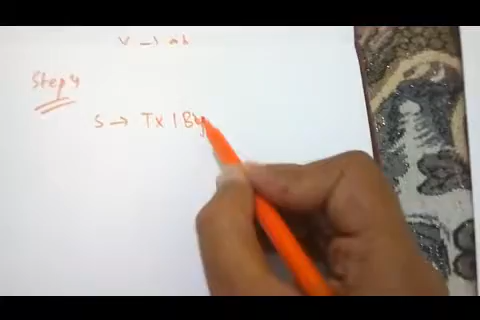 V → ab
Step 4
S → TX | BY